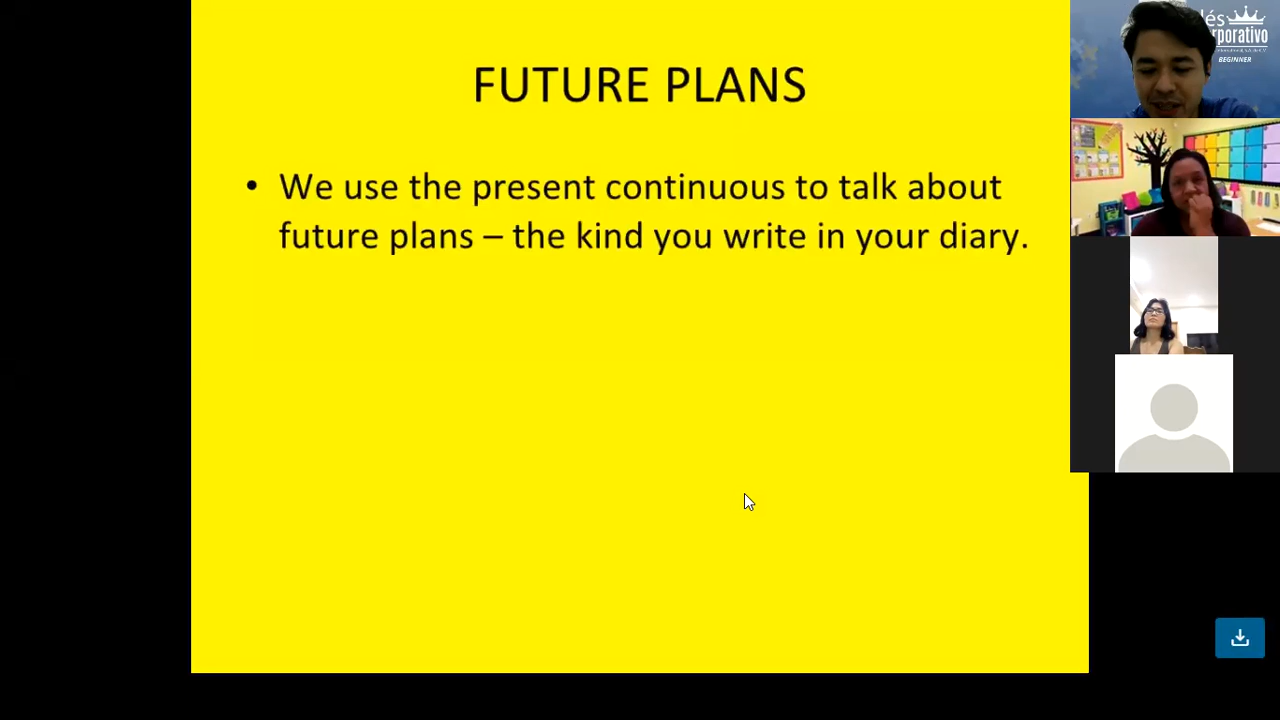 FUTURE PLANS
• We use the present continuous to talk about
future plans – the kind you write in your diary.
lés
rporativo
BEGINNER